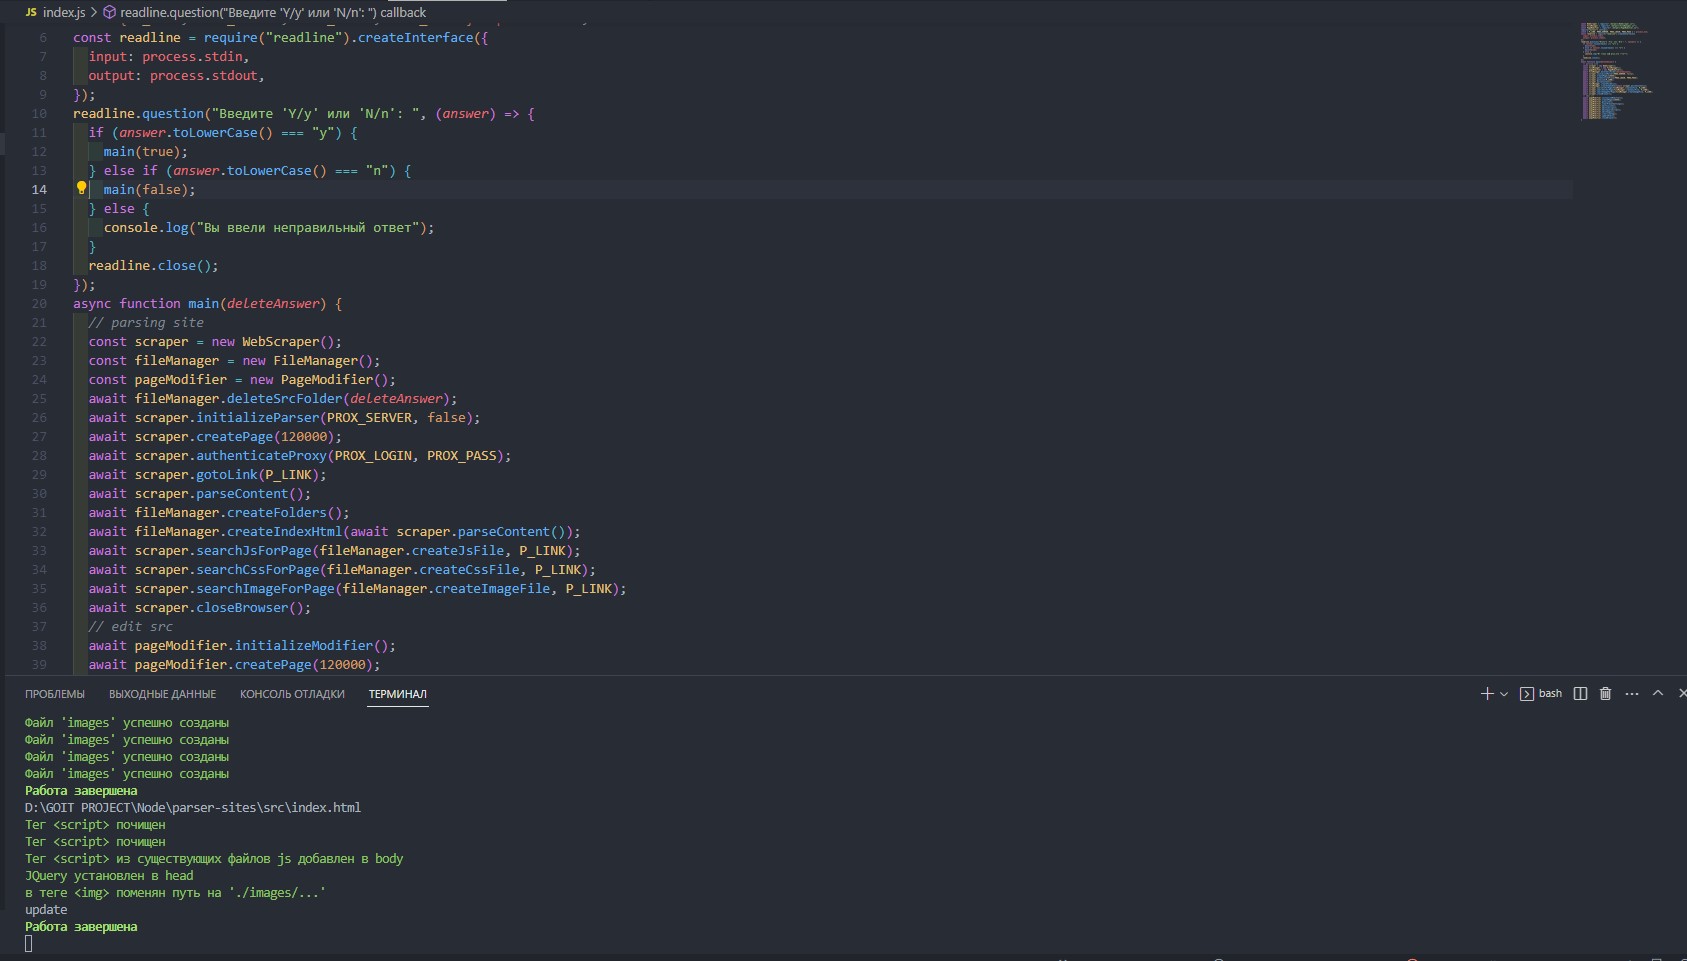 JS index.js > readline.question("Введите 'Y/y' или 'N/n': ") callback
6 const readline = require("readline").createInterface({
7 input: process.stdin,
8 output: process.stdout,
9 });
10 readline.question("Введите 'Y/y' или 'N/n': ", (answer) => {
11 if (answer.toLowerCase() === "y") {
12 main(true);
13 } else if (answer.toLowerCase() === "n") {
14 main(false);
15 } else {
16 console.log("Вы ввели неправильный ответ");
17 }
18 readline.close();
19 });
20 async function main(deleteAnswer) {
21 // parsing site
22 const scraper = new WebScraper();
23 const fileManager = new FileManager();
24 const pageModifier = new PageModifier();
25 await fileManager.deleteSrcFolder(deleteAnswer);
26 await scraper.initializeParser(PROX_SERVER, false);
27 await scraper.createPage(120000);
28 await scraper.authenticateProxy(PROX_LOGIN, PROX_PASS);
29 await scraper.gotoLink(P_LINK);
30 await scraper.parseContent();
31 await fileManager.createFolders();
32 await fileManager.createIndexHtml(await scraper.parseContent());
33 await scraper.searchJsForPage(fileManager.createJsFile, P_LINK);
34 await scraper.searchCssForPage(fileManager.createCssFile, P_LINK);
35 await scraper.searchImageForPage(fileManager.createImageFile, P_LINK);
36 await scraper.closeBrowser();
37 // edit src
38 await pageModifier.initializeModifier();
39 await pageModifier.createPage(120000);
ПРОБЛЕМЫ ВЫХОДНЫЕ ДАННЫЕ КОНСОЛЬ ОТЛАДКИ ТЕРМИНАЛ bash
Файл 'images' успешно созданы
Файл 'images' успешно созданы
Файл 'images' успешно созданы
Файл 'images' успешно созданы
Работа завершена
D:\GOIT PROJECT\Node\parser-sites\src\index.html
Тег <script> почищен
Тег <script> почищен
Тег <script> из существующих файлов js добавлен в body
JQuery установлен в head
в теге <img> поменян путь на './images/...'
update
Работа завершена